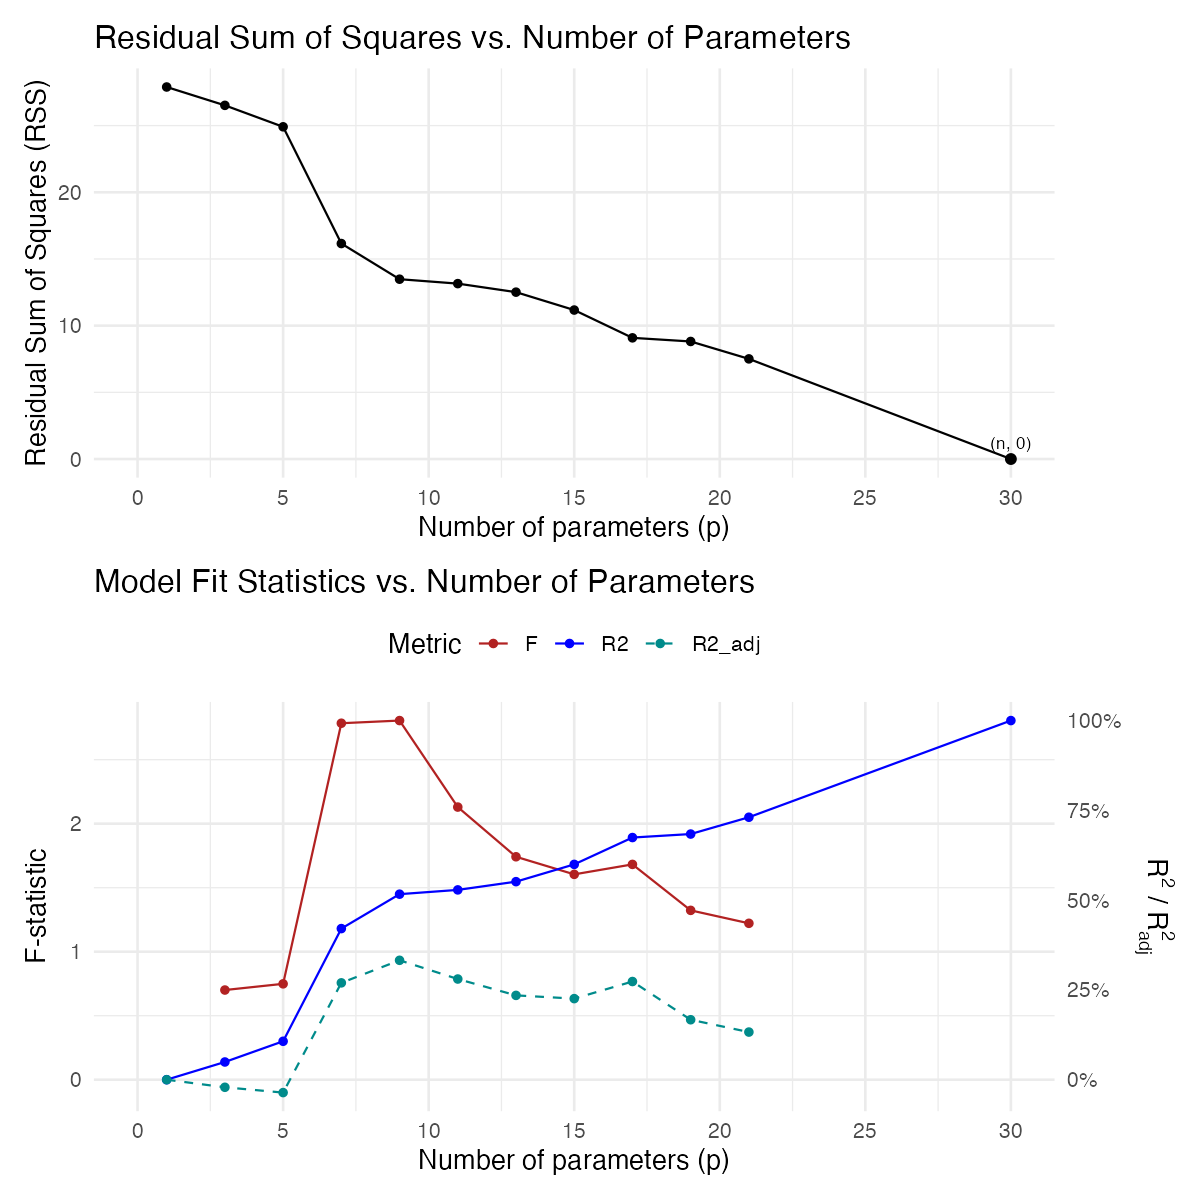 Residual Sum of Squares vs. Number of Parameters
Residual Sum of Squares (RSS)
20
10
0
(n, 0)
0 5 10 15 20 25 30
Number of parameters (p)
Model Fit Statistics vs. Number of Parameters
Metric F R2 R2_adj
F-statistic
2
1
0
100%
75%
50%
25%
0%
R² / R²adj
0 5 10 15 20 25 30
Number of parameters (p)